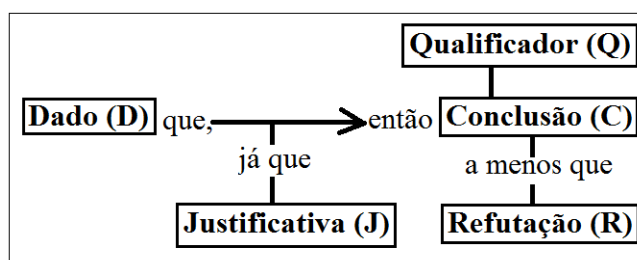 Qualificador (Q)
Dado (D) que, então Conclusão (C)
já que a menos que
Justificativa (J) Refutação (R)